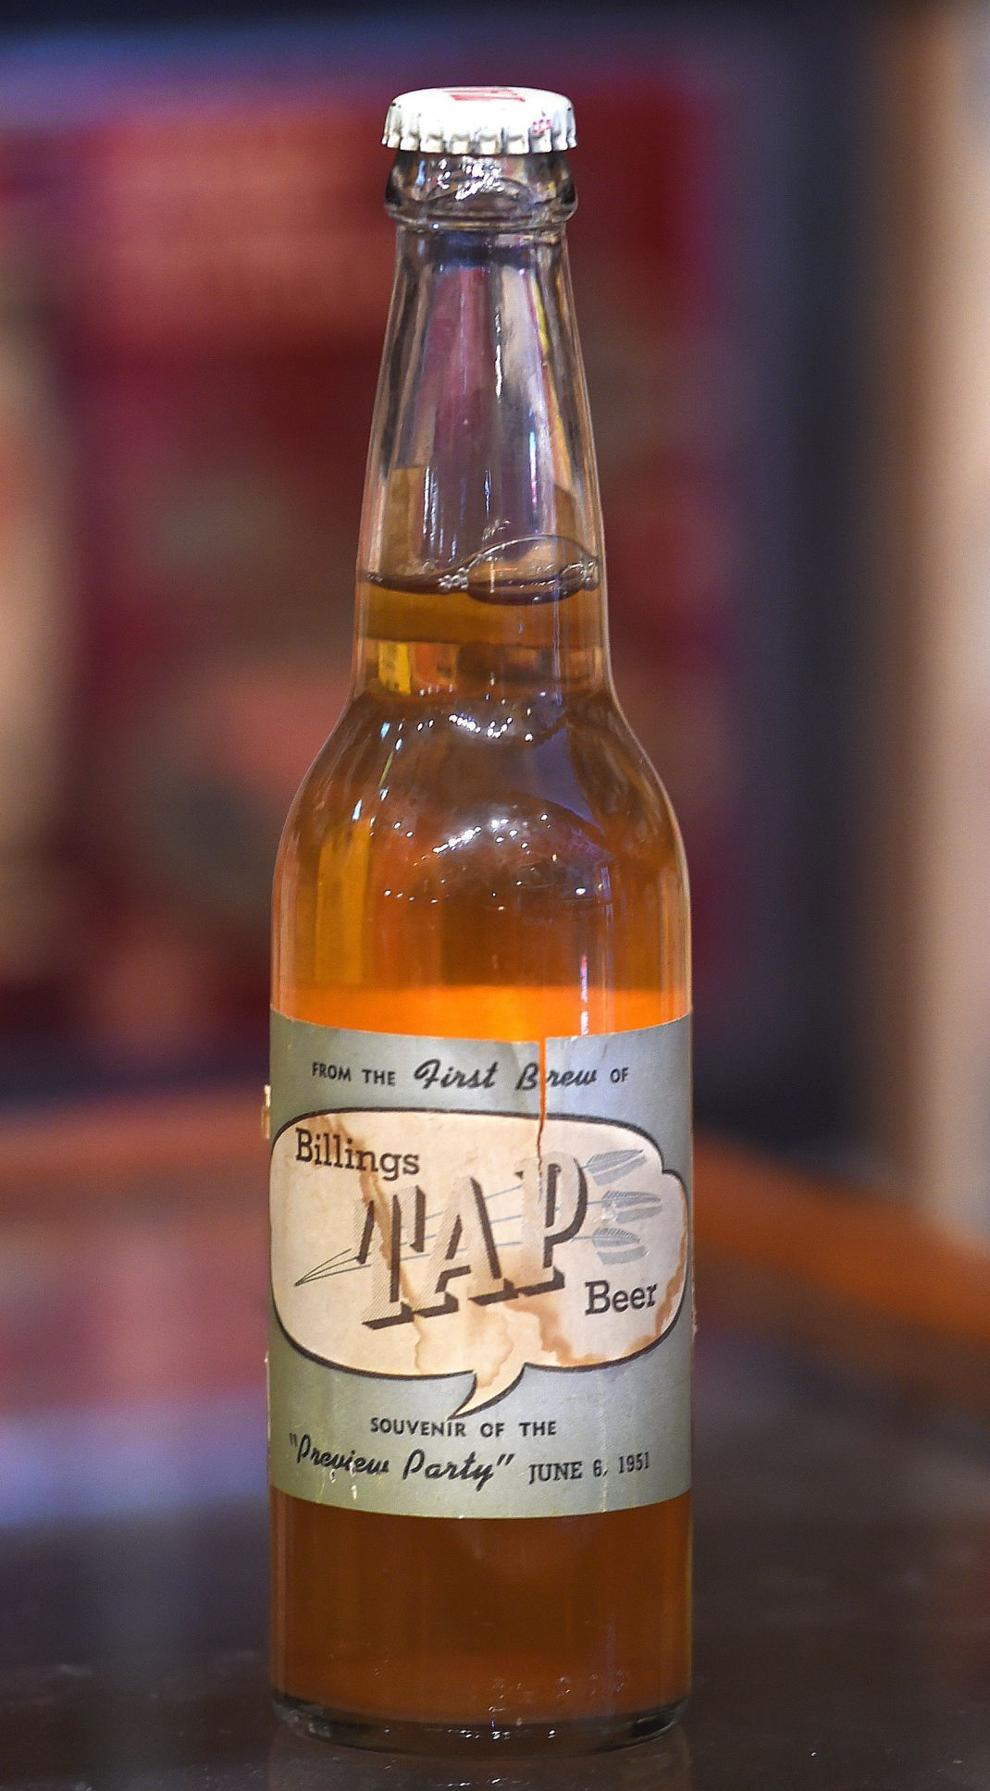 FROM THE First Brew OF
Billings
TAP
Beer
SOUVENIR OF THE
"Preview Party" JUNE 6, 1951